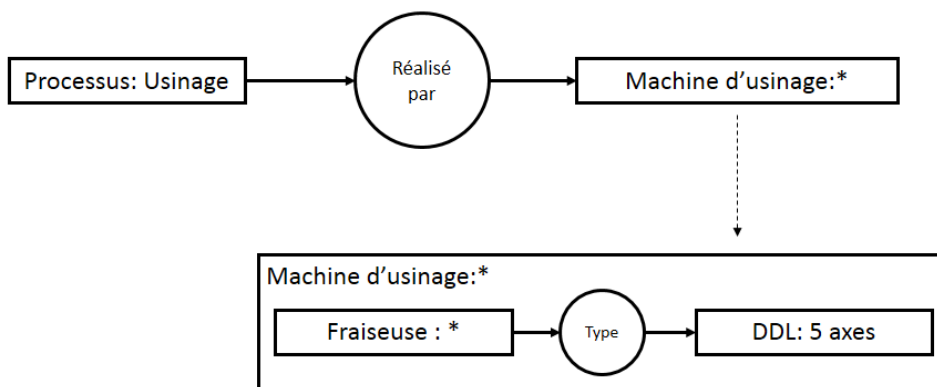 Processus: Usinage
Réalisé
par
Machine d'usinage:*
Machine d'usinage:*
Fraiseuse : *
Type
DDL: 5 axes